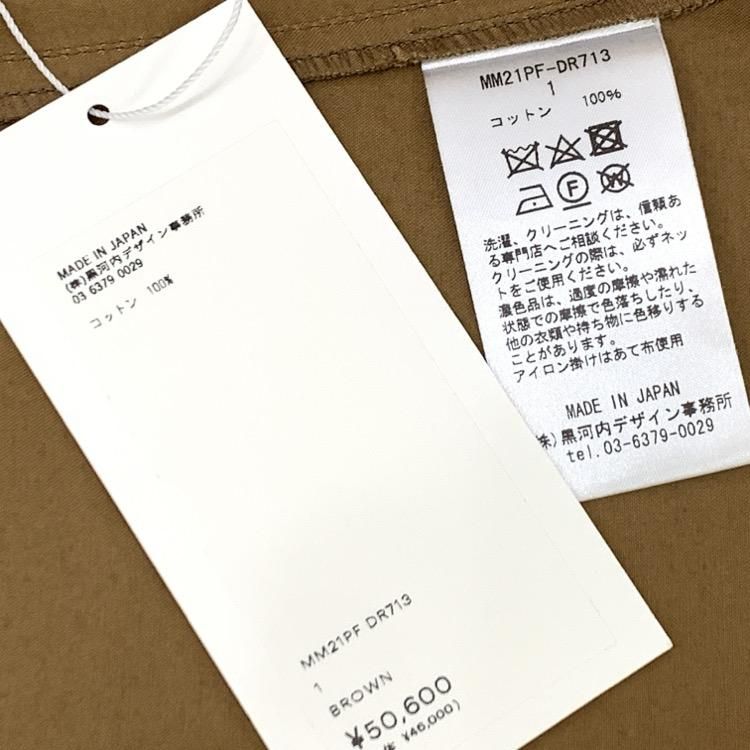 MADE IN JAPAN
(株)黒河内デザイン事務所
03 6379 0029
コットン 100%
MM21PF DR713
1
BROWN
¥50,600
¥46,000)
MM21PF-DR713
1
コットン 100%
F
W
洗濯、クリーニングは、信頼あ
る専門店へご相談ください。
クリーニングの際は、必ずネッ
トをご使用ください。
濃色品は、過度の摩擦や濡れた
状態での摩擦で色落ちしたり、
他の衣類や持ち物に色移りする
ことがあります。
アイロン掛けはあて布使用
MADE IN JAPAN
株)黒河内デザイン事務所
tel.03-6379-0029